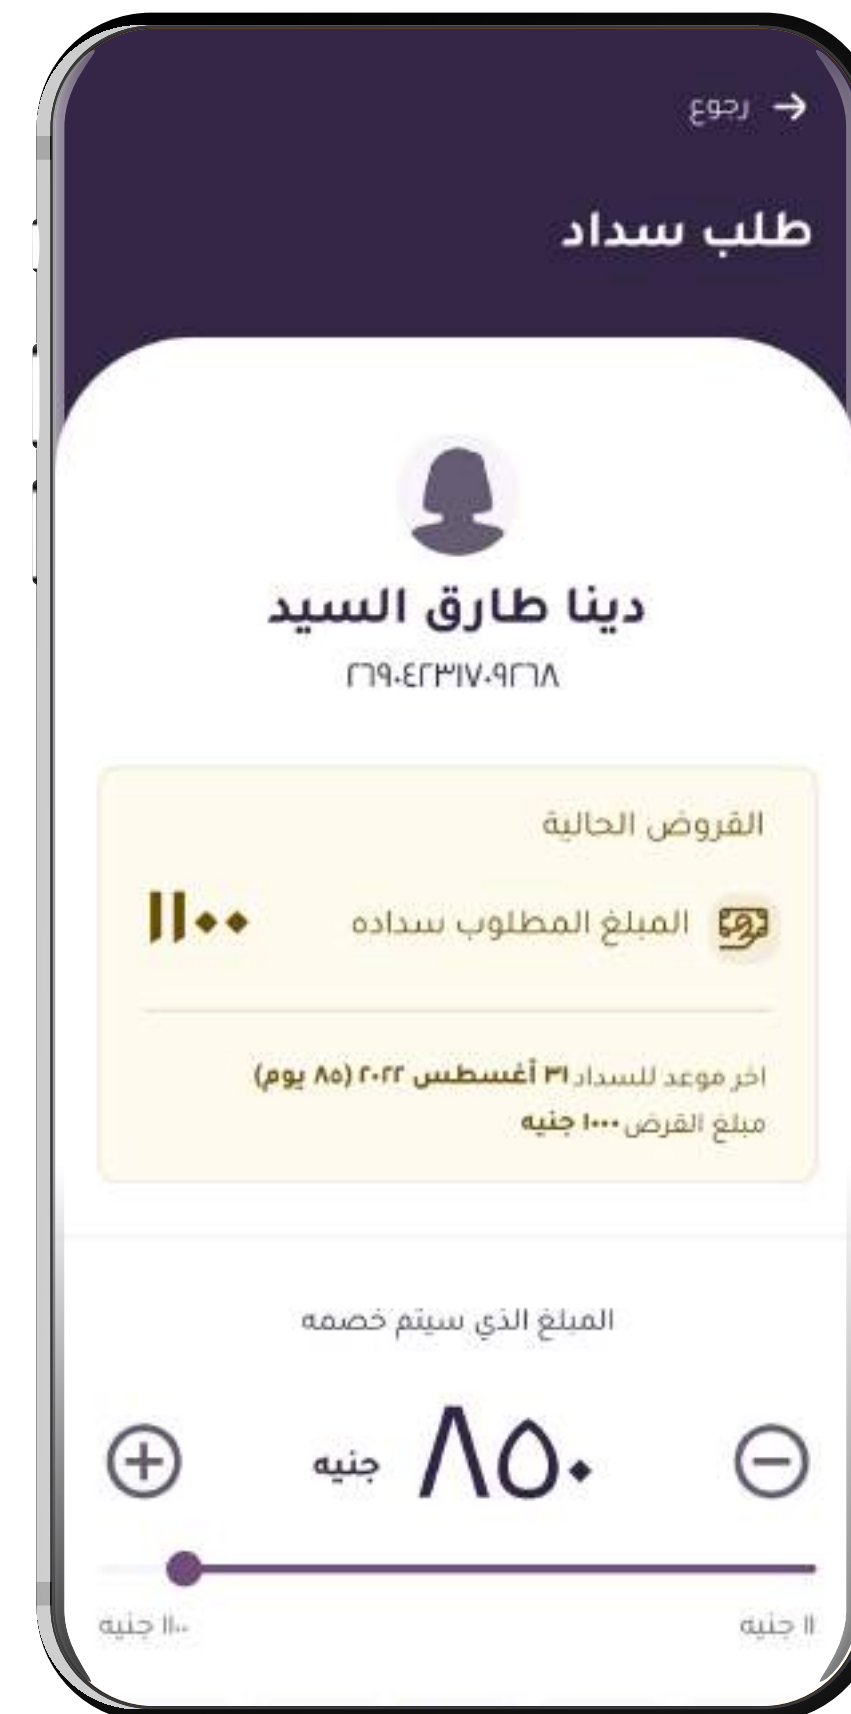 رجوع
طلب سداد
دينا طارق السيد
٢٦٩٠٤٢٣١٧٠٩٢٦٨
القروض الحالية
المبلغ المطلوب سداده ١١٠٠
اخر موعد للسداد ٣١ أغسطس ٢٠٢٢ (٨٥ يوم)
مبلغ القرض ١٠٠٠ جنيه
المبلغ الذي سيتم خصمه
٨٥٠ جنيه
١١ جنيه
١١٠٠ جنيه